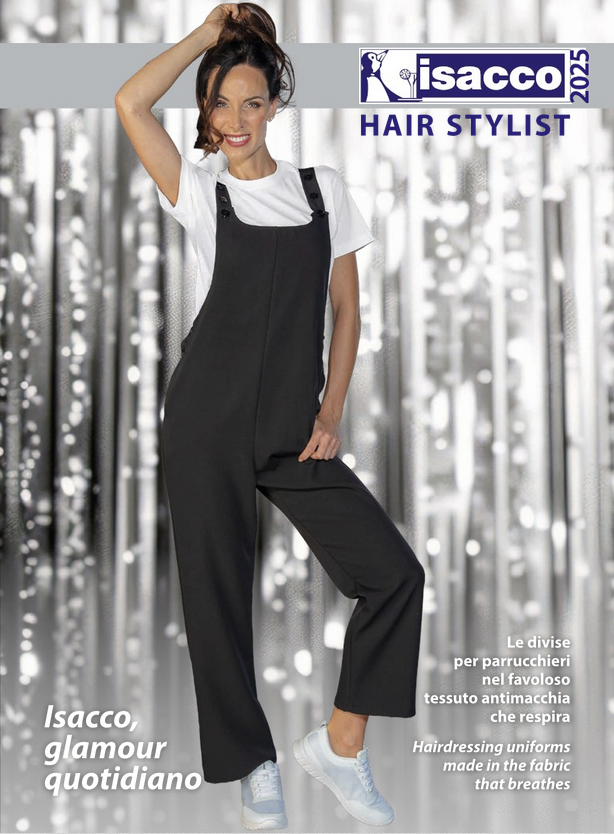 isacco
2025
HAIR STYLIST
Le divise
per parrucchieri
nel favoloso
tessuto antimacchia
che respira
Hairdressing uniforms
made in the fabric
that breathes
Isacco,
glamour
quotidiano